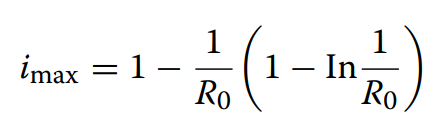 i_max = 1 − 1/R_0 (1 − In 1/R_0)